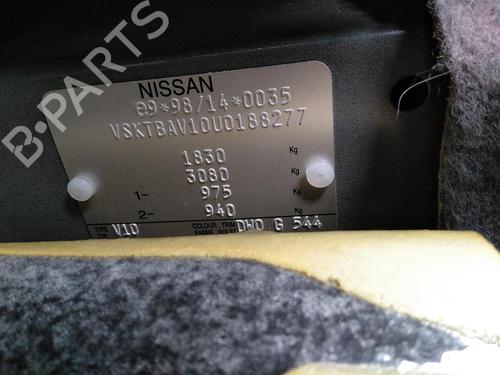 NISSAN
e9*98/14*0035
VSKTBAV10U0188277
1830 Kg
3080 Kg
1- 975 Kg
2- 940 Kg
TYPE V10 COLOUR, TRIM DWO G 544
B-PARTS